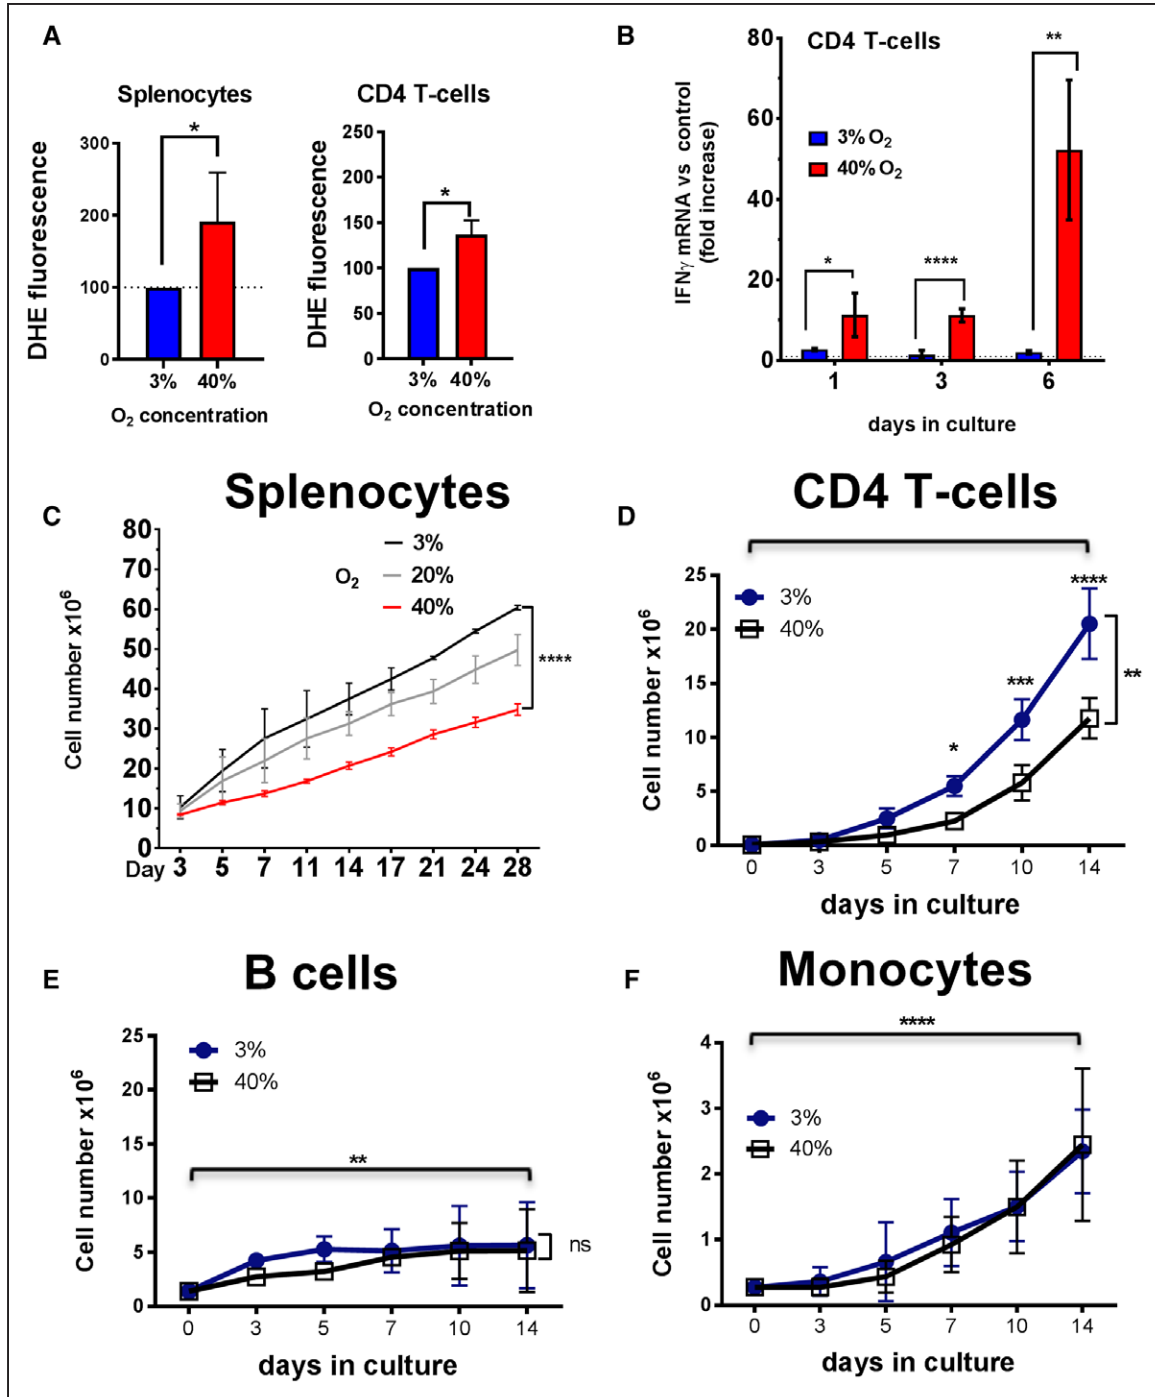 A
Splenocytes
DHE fluorescence
300
200
100
0
*
3% 40%
O₂ concentration
CD4 T-cells
DHE fluorescence
250
200
150
100
50
0
*
3% 40%
O₂ concentration
B
CD4 T-cells
IFNγ mRNA vs control
(fold increase)
80
60
40
20
0
3% O₂
40% O₂
*
****
**
1 3 6
days in culture
C
Splenocytes
Cell number x10⁶
80
70
60
50
40
30
20
10
0
O₂
3%
20%
40%
****
Day 3 5 7 11 14 17 21 24 28
D
CD4 T-cells
Cell number x10⁶
25
20
15
10
5
0
3%
40%
*
***
****
**
0 3 5 7 10 14
days in culture
E
B cells
Cell number x10⁶
25
20
15
10
5
0
3%
40%
**
ns
0 3 5 7 10 14
days in culture
F
Monocytes
Cell number x10⁶
4
3
2
1
0
****
3%
40%
0 3 5 7 10 14
days in culture